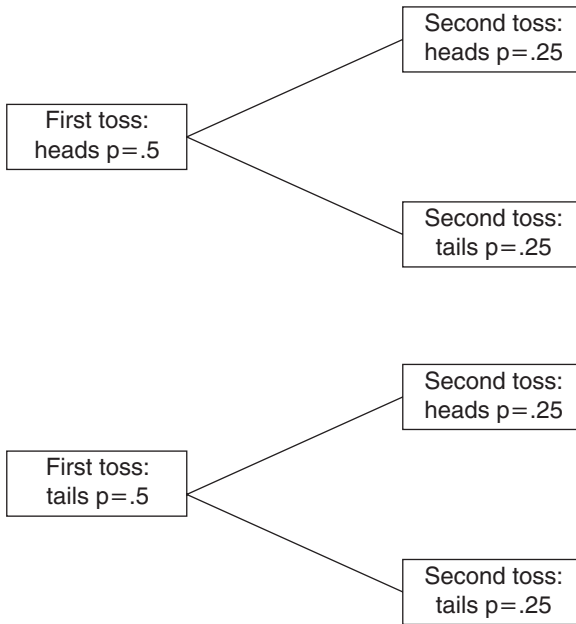 Second toss:
heads p=.25
First toss:
heads p=.5
Second toss:
tails p=.25
Second toss:
heads p=.25
First toss:
tails p=.5
Second toss:
tails p=.25